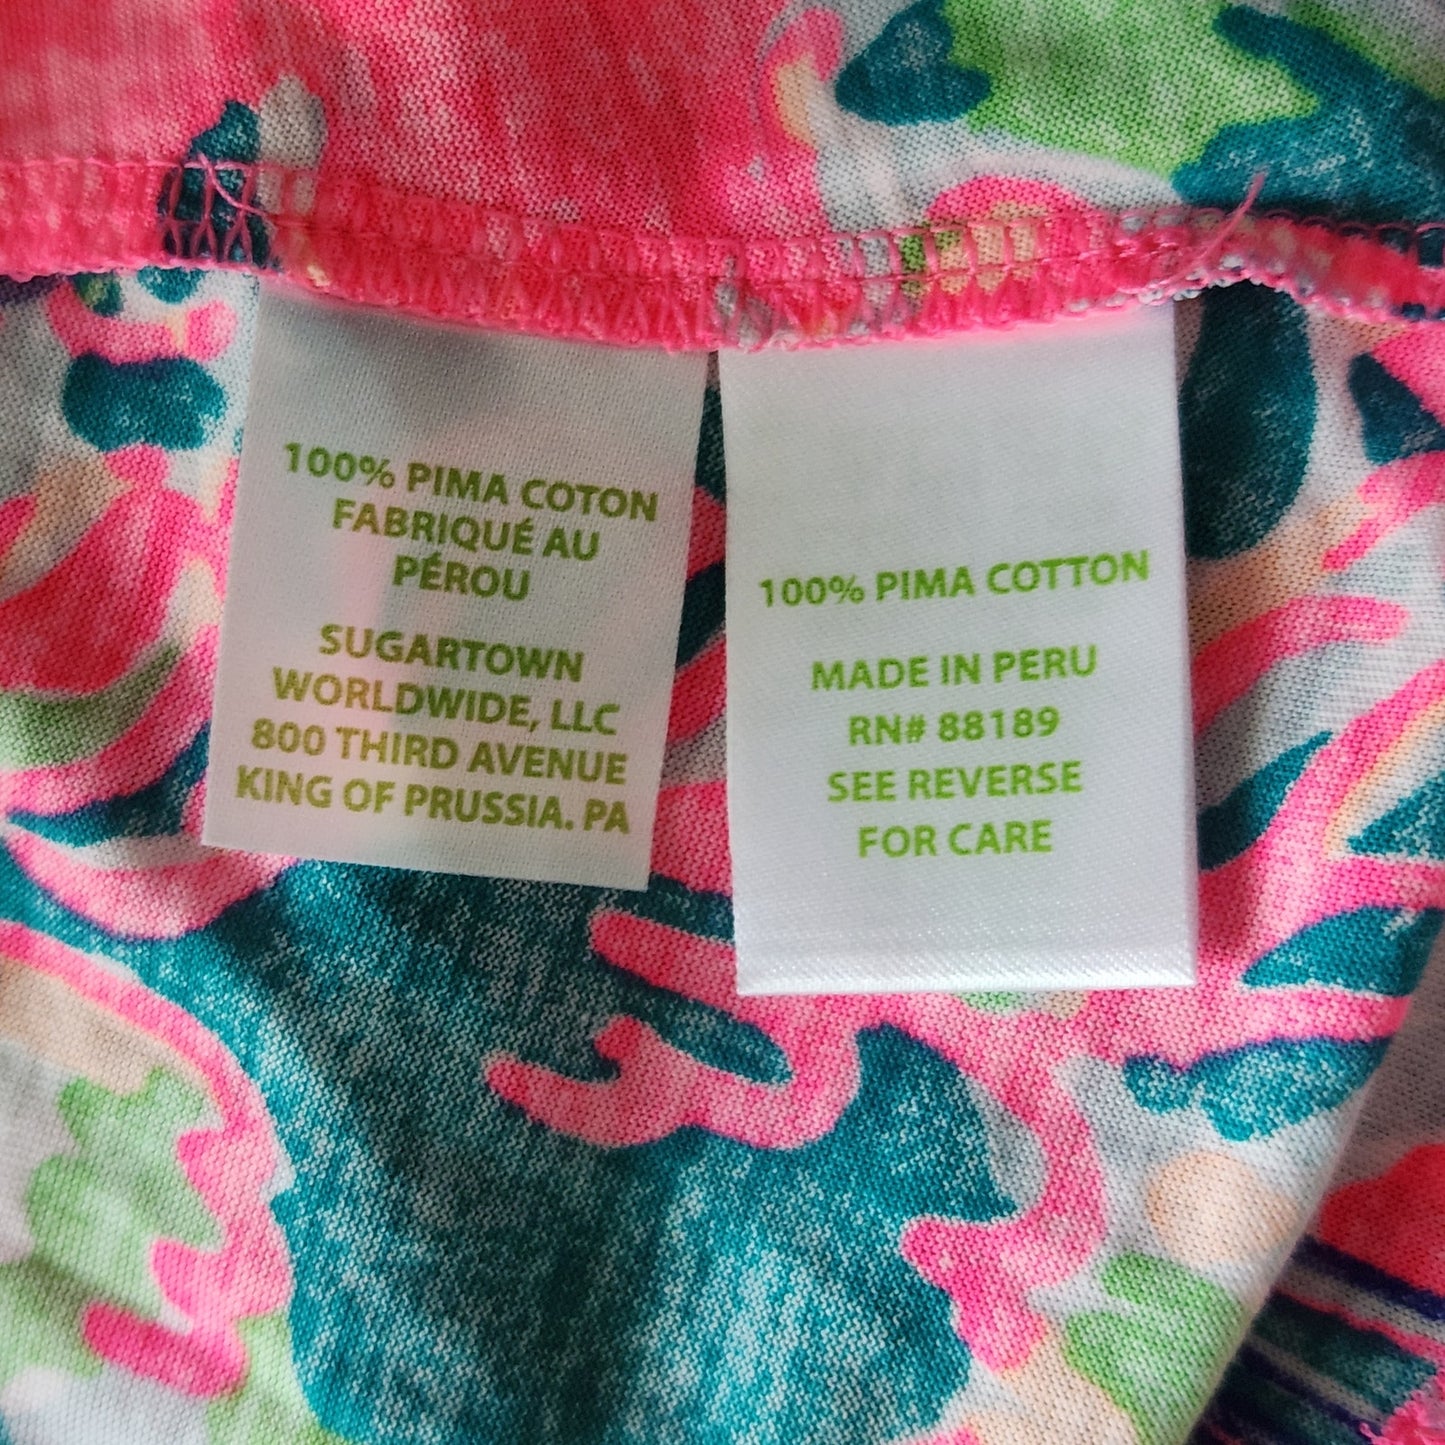 100% PIMA COTON
FABRIQUÉ AU
PÉROU
SUGARTOWN
WORLDWIDE, LLC
800 THIRD AVENUE
KING OF PRUSSIA. PA
100% PIMA COTTON
MADE IN PERU
RN# 88189
SEE REVERSE
FOR CARE